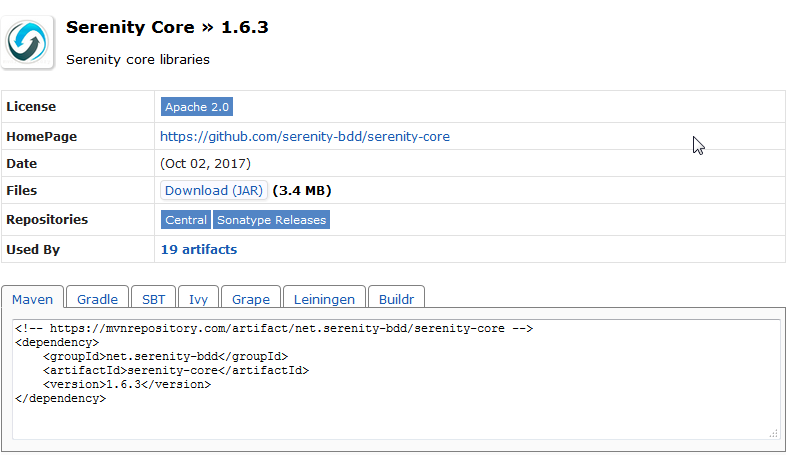 Serenity Core » 1.6.3
Serenity core libraries
License Apache 2.0
HomePage https://github.com/serenity-bdd/serenity-core
Date (Oct 02, 2017)
Files Download (JAR) (3.4 MB)
Repositories Central Sonatype Releases
Used By 19 artifacts
Maven Gradle SBT Ivy Grape Leiningen Buildr
<!-- https://mvnrepository.com/artifact/net.serenity-bdd/serenity-core -->
<dependency>
    <groupId>net.serenity-bdd</groupId>
    <artifactId>serenity-core</artifactId>
    <version>1.6.3</version>
</dependency>